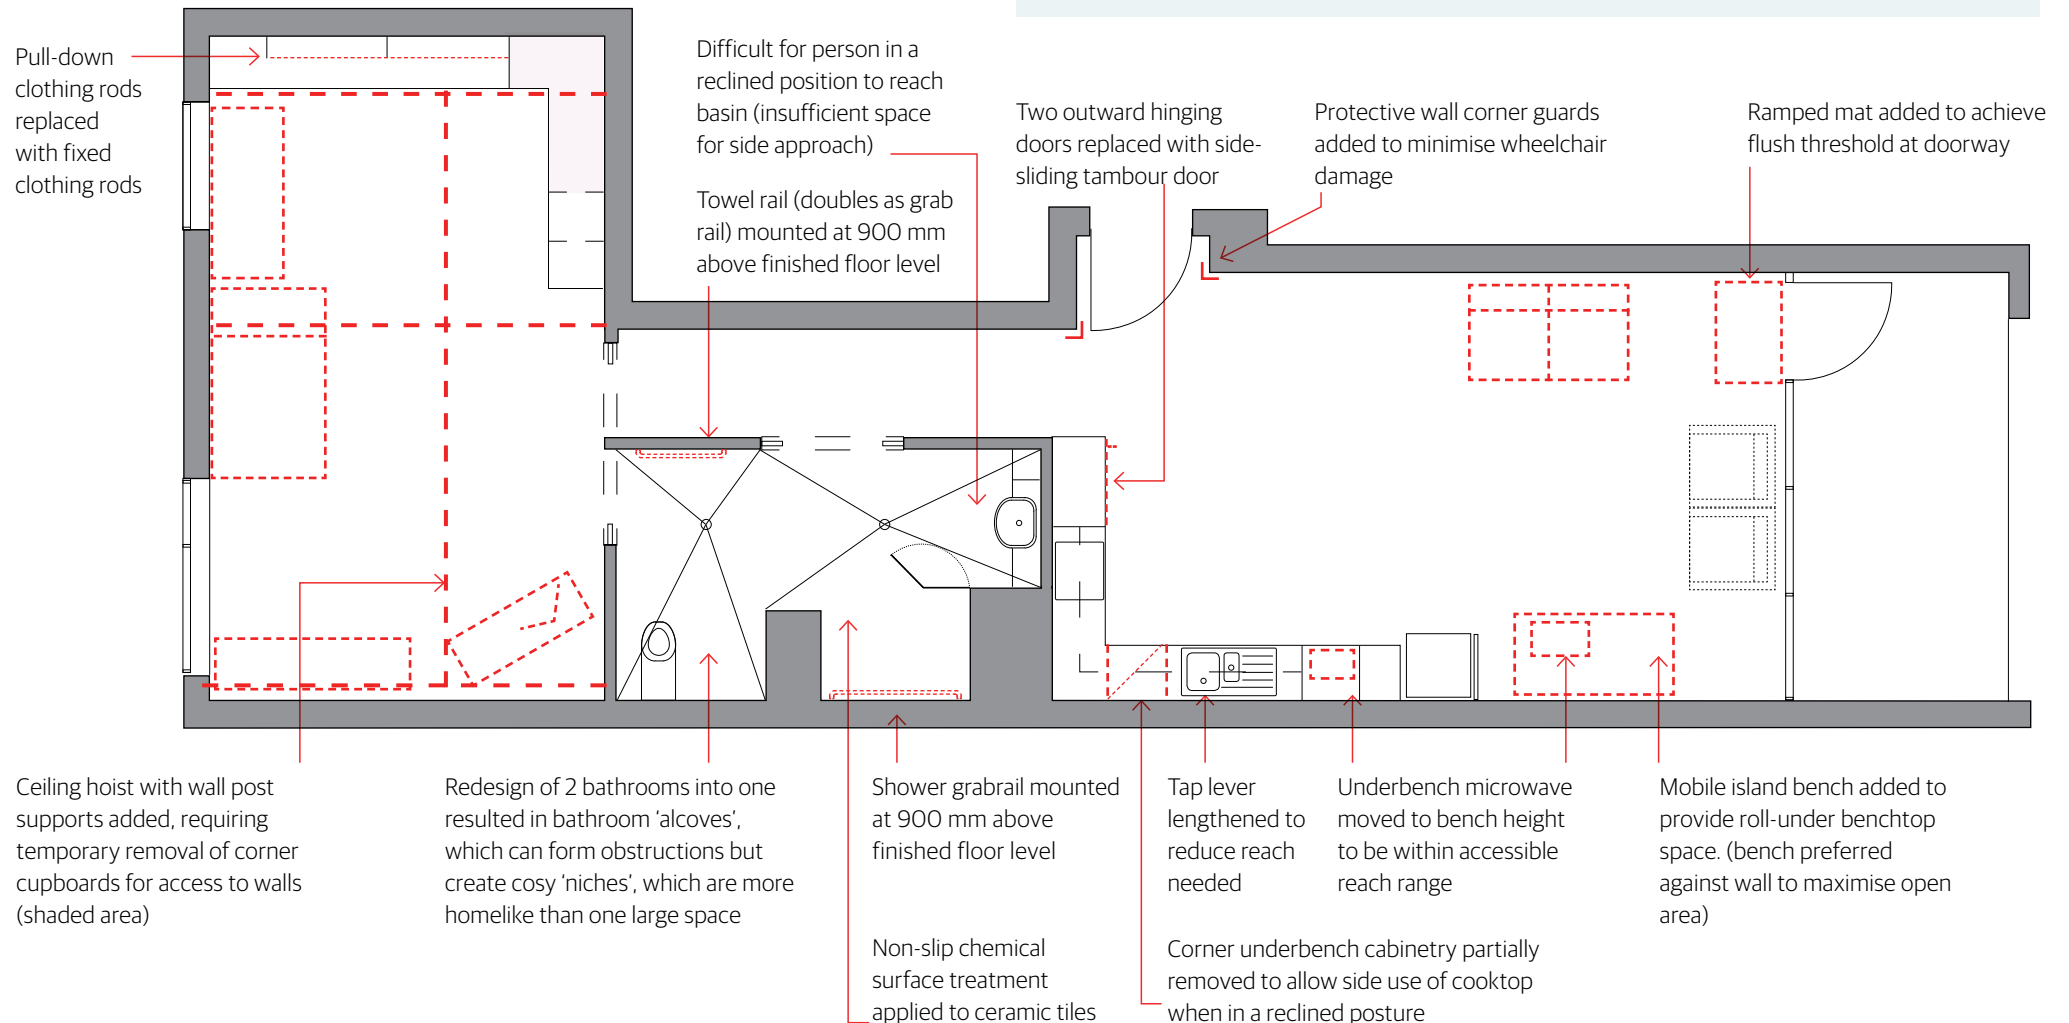 Pull-down
clothing rods
replaced
with fixed
clothing rods
Difficult for person in a
reclined position to reach
basin (insufficient space
for side approach)
Towel rail (doubles as grab
rail) mounted at 900 mm
above finished floor level
Two outward hinging
doors replaced with side-
sliding tambour door
Protective wall corner guards
added to minimise wheelchair
damage
Ramped mat added to achieve
flush threshold at doorway
Ceiling hoist with wall post
supports added, requiring
temporary removal of corner
cupboards for access to walls
(shaded area)
Redesign of 2 bathrooms into one
resulted in bathroom ‘alcoves’,
which can form obstructions but
create cosy ‘niches’, which are more
homelike than one large space
Shower grabrail mounted
at 900 mm above
finished floor level
Non-slip chemical
surface treatment
applied to ceramic tiles
Tap lever
lengthened to
reduce reach
needed
Corner underbench cabinetry partially
removed to allow side use of cooktop
when in a reclined posture
Underbench microwave
moved to bench height
to be within accessible
reach range
Mobile island bench added to
provide roll-under benchtop
space. (bench preferred
against wall to maximise open
area)